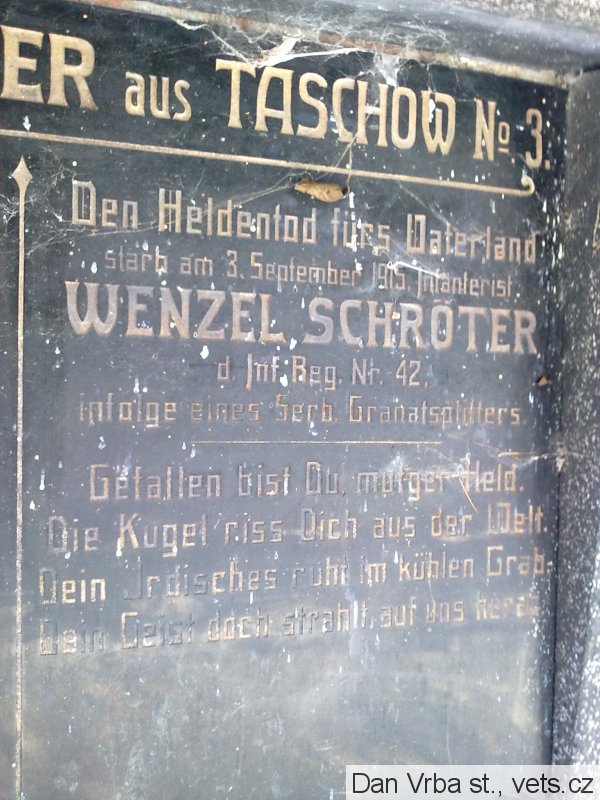 ER aus TASCHOW No. 3.
Den Heldentod fürs Vaterland
starb am 3. September 1915, Infanterist
WENZEL SCHRÖTER
d. Inf. Reg. Nr. 42,
infolge eines Serb. Granatsplitters.
Gefallen bist Du, mut'ger Held.
Die Kugel riss Dich aus der Welt.
Dein Irdisches ruht im kühlen Grab,
Dein Geist doch strahlt auf uns herab.
Dan Vrba st., vets.cz